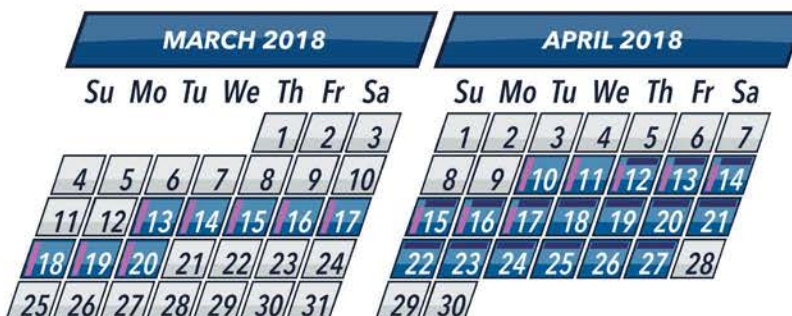 MARCH 2018
Su Mo Tu We Th Fr Sa
1 2 3
4 5 6 7 8 9 10
11 12 13 14 15 16 17
18 19 20 21 22 23 24
25 26 27 28 29 30 31
APRIL 2018
Su Mo Tu We Th Fr Sa
1 2 3 4 5 6 7
8 9 10 11 12 13 14
15 16 17 18 19 20 21
22 23 24 25 26 27 28
29 30